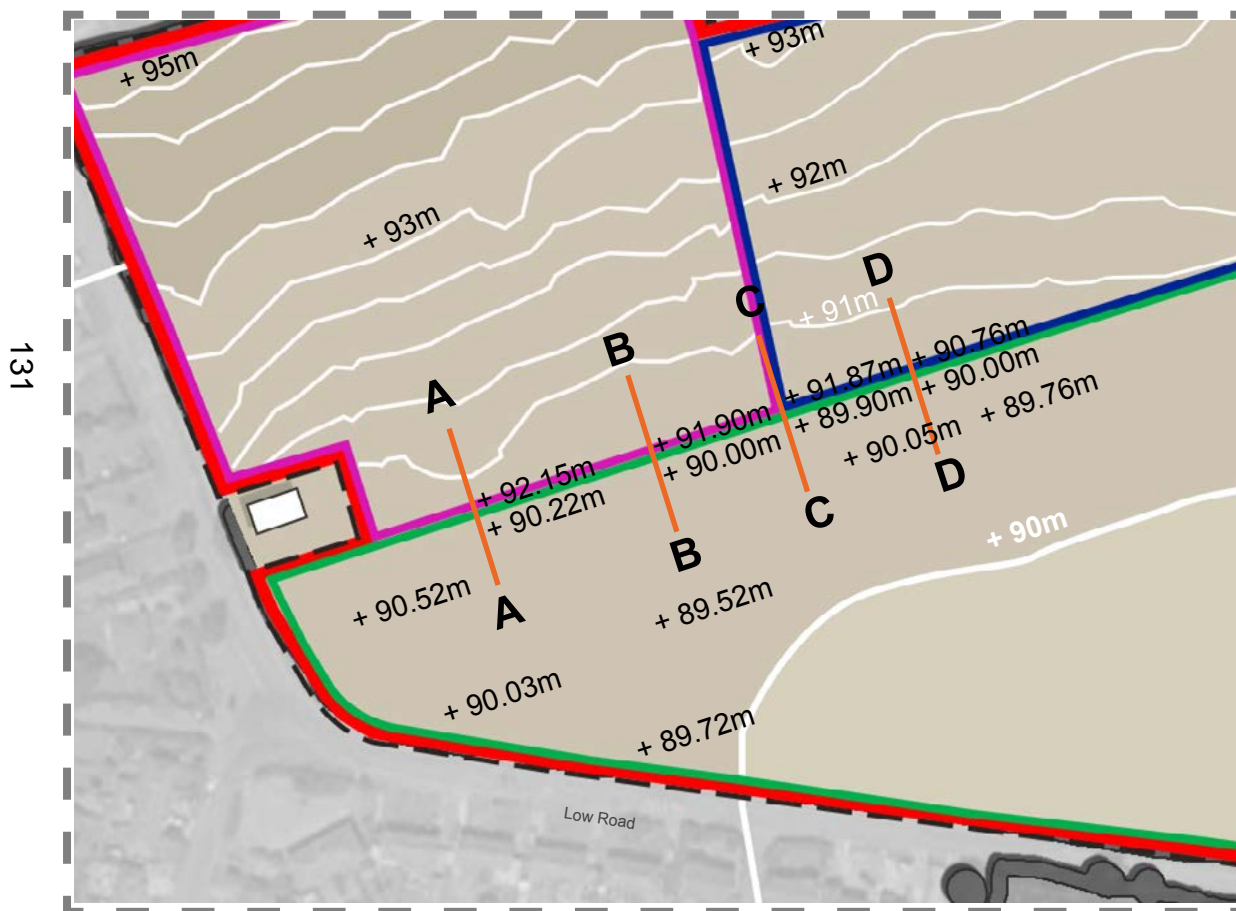 + 95m
+ 93m
+ 92m
+ 93m
D
C
+ 91m
B
A
+ 90.76m
+ 91.87m
+ 90.00m
+ 89.90m
+ 89.76m
+ 91.90m
+ 90.00m
+ 90.05m
D
+ 92.15m
+ 90.22m
C
+ 90m
B
+ 90.52m
A
+ 89.52m
+ 90.03m
+ 89.72m
Low Road
131